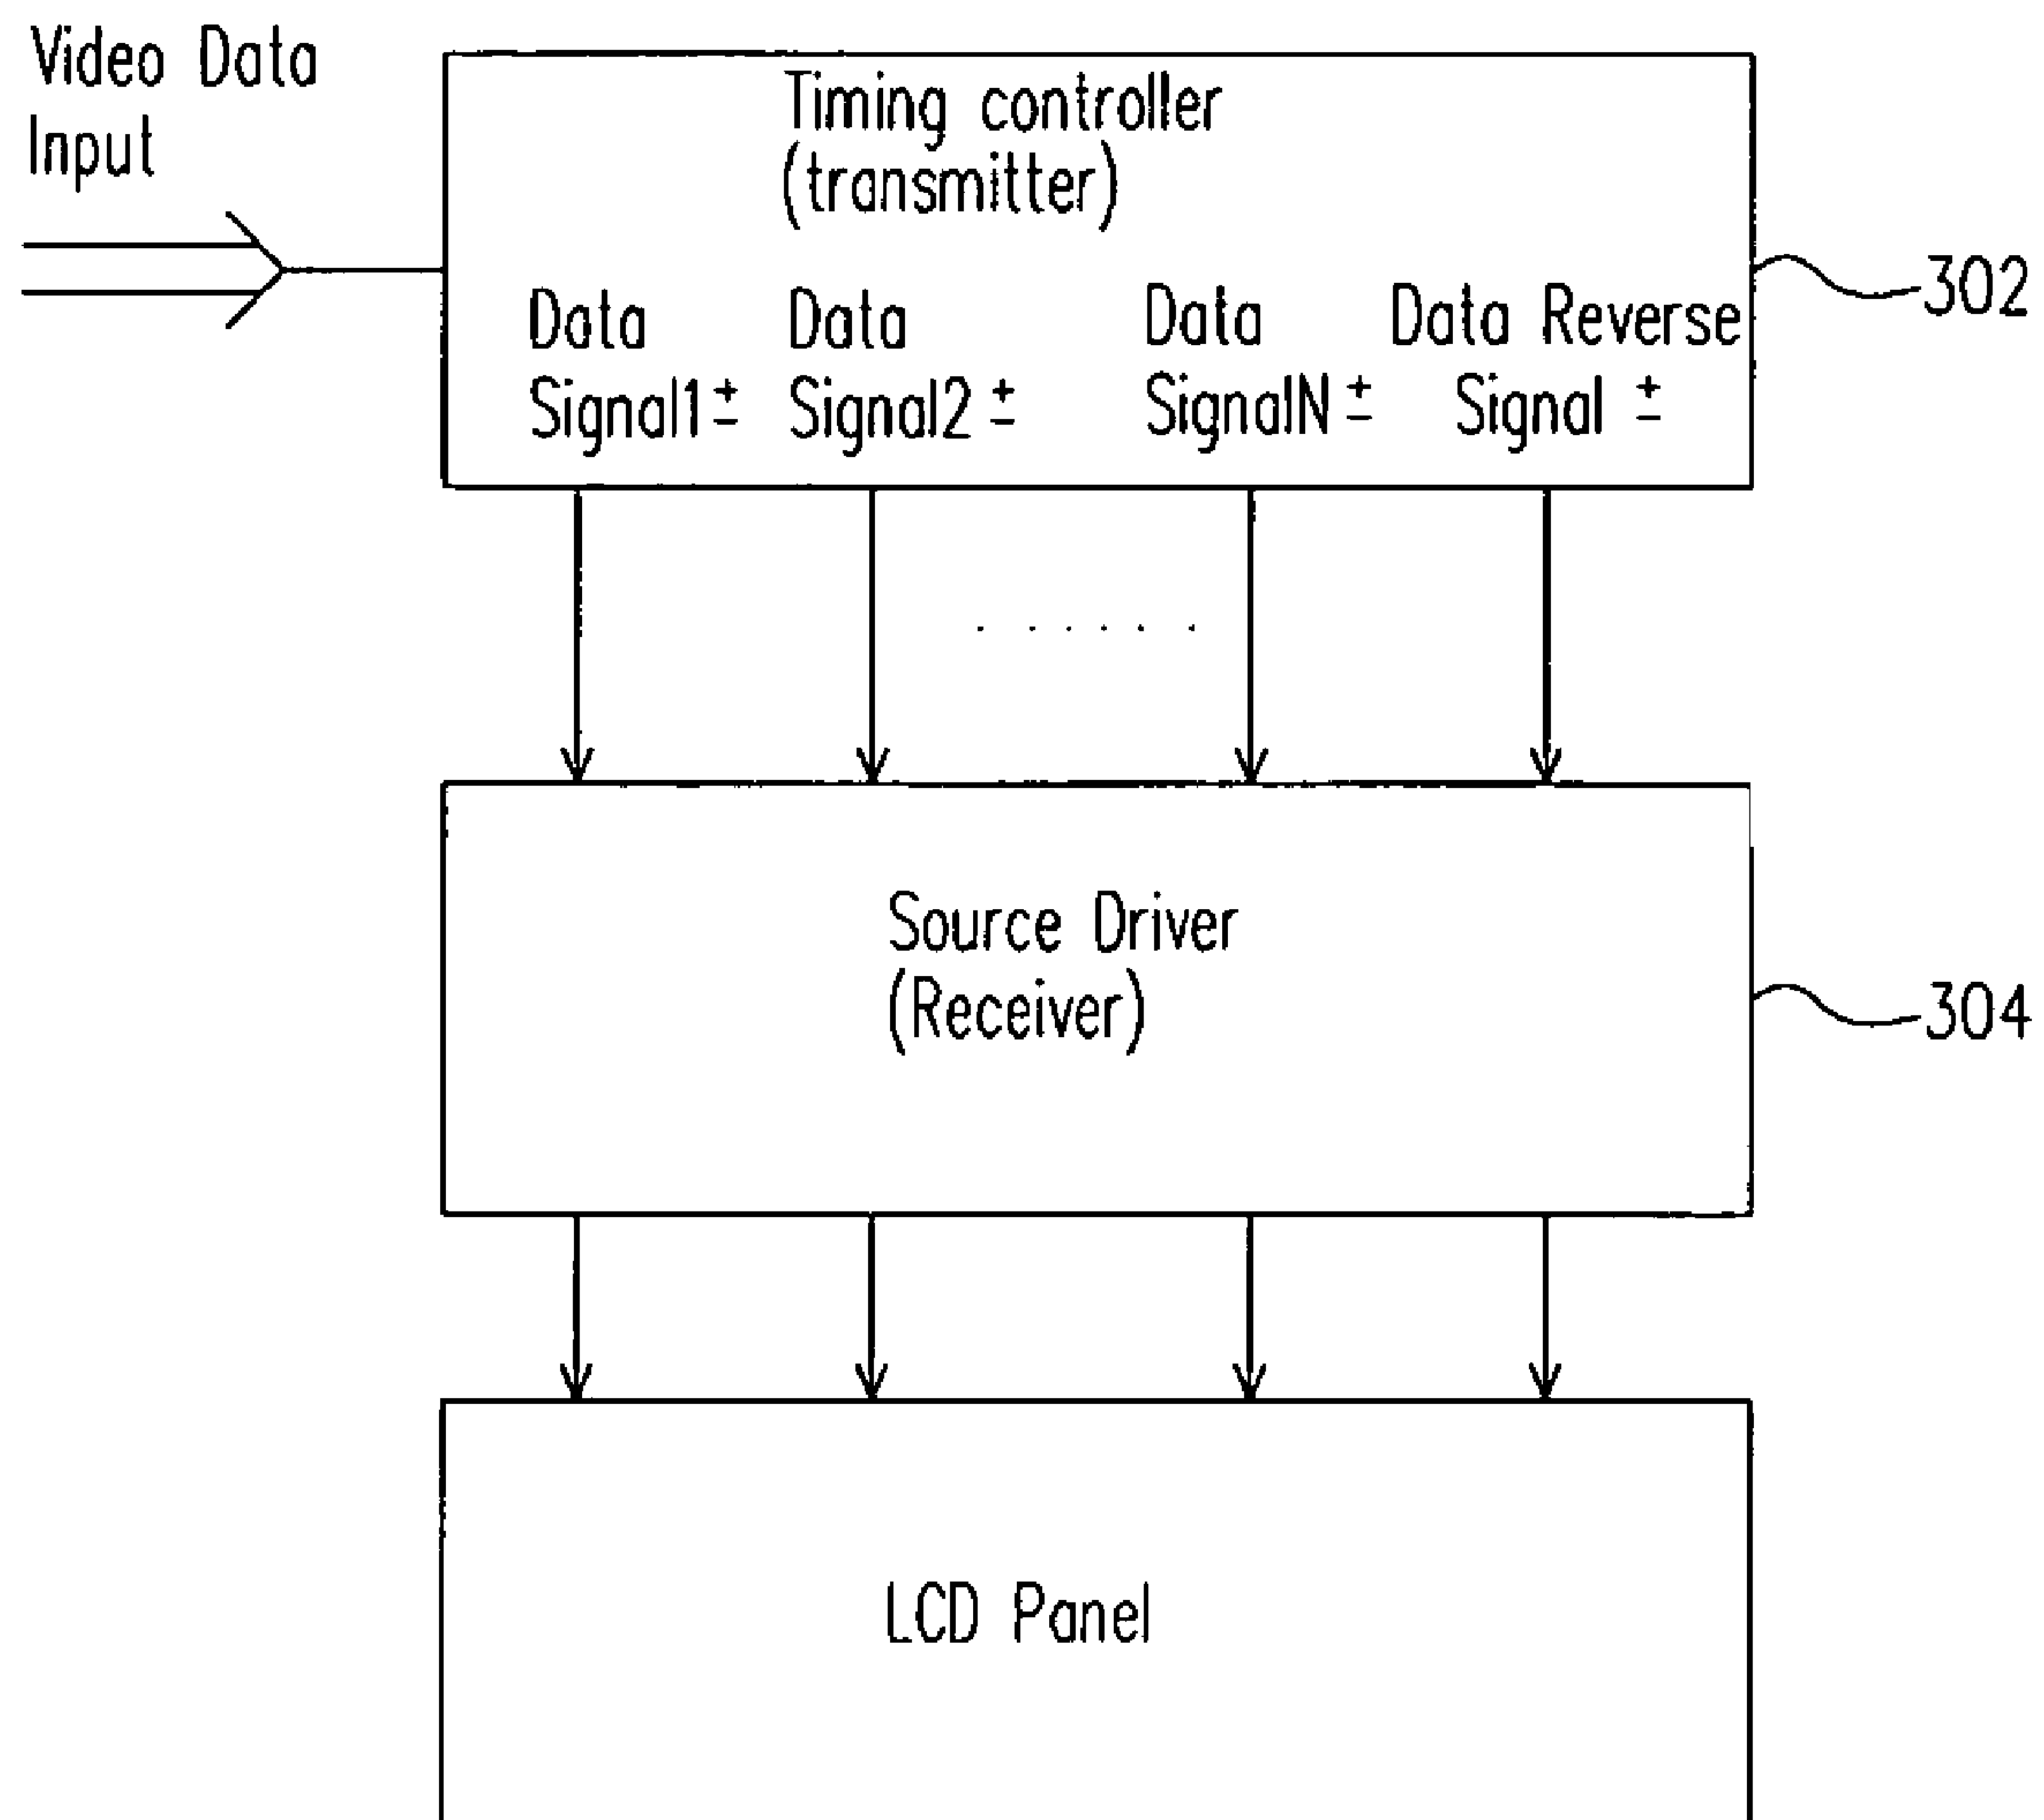 Video Data
Input
Timing controller
(transmitter)
Data Data Data Data Reverse
Signal1 ± Signal2 ± SignalN ± Signal ±
302
Source Driver
(Receiver)
304
LCD Panel